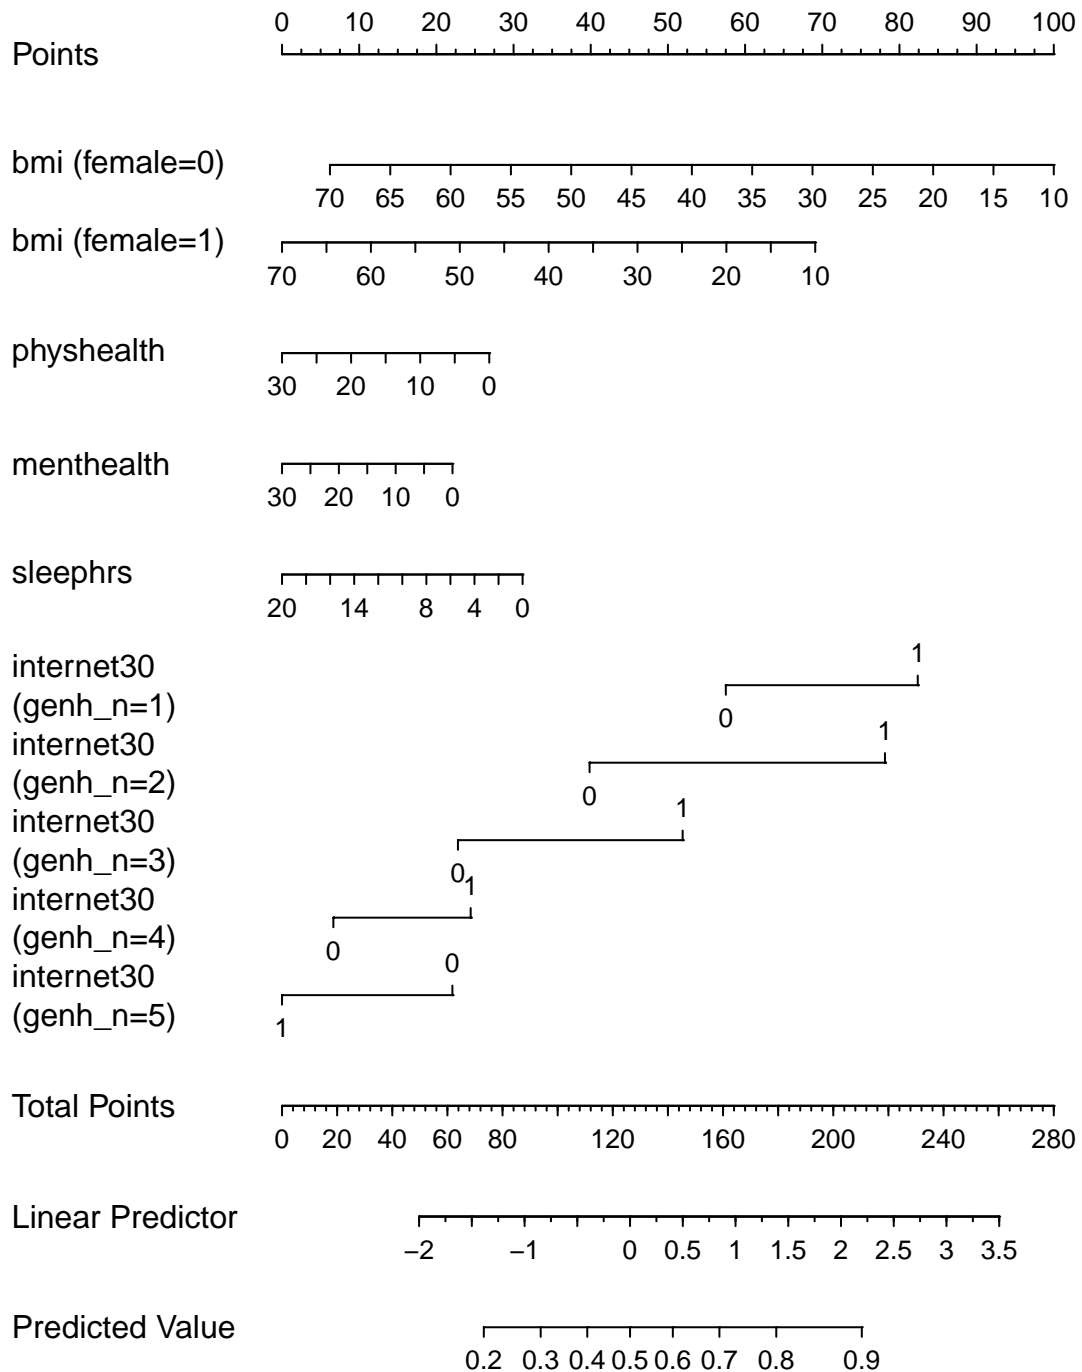 0 10 20 30 40 50 60 70 80 90 100
Points
bmi (female=0)
70 65 60 55 50 45 40 35 30 25 20 15 10
bmi (female=1)
70 60 50 40 30 20 10
physhealth
30 20 10 0
menthealth
30 20 10 0
sleephrs
20 14 8 4 0
internet30
(genh_n=1)
1
0
internet30
(genh_n=2)
1
0
internet30
(genh_n=3)
1
0
internet30
(genh_n=4)
1
0
internet30
(genh_n=5)
0
1
Total Points
0 20 40 60 80 120 160 200 240 280
Linear Predictor
−2 −1 0 0.5 1 1.5 2 2.5 3 3.5
Predicted Value
0.2 0.3 0.4 0.5 0.6 0.7 0.8 0.9